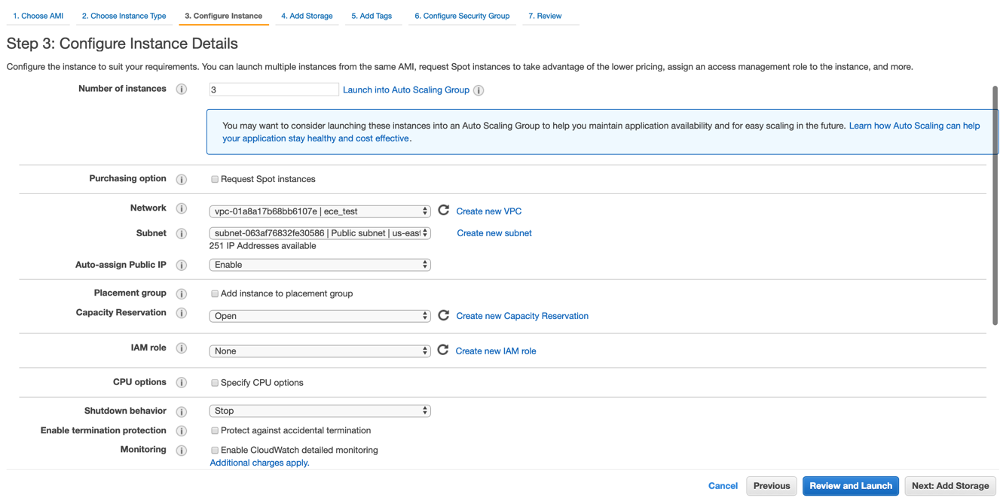 1. Choose AMI 2. Choose Instance Type 3. Configure Instance 4. Add Storage 5. Add Tags 6. Configure Security Group 7. Review
Step 3: Configure Instance Details
Configure the instance to suit your requirements. You can launch multiple instances from the same AMI, request Spot instances to take advantage of the lower pricing, assign an access management role to the instance, and more.
Number of instances i 3 Launch into Auto Scaling Group i
You may want to consider launching these instances into an Auto Scaling Group to help you maintain application availability and for easy scaling in the future. Learn how Auto Scaling can help
your application stay healthy and cost effective.
Purchasing option i Request Spot instances
Network i vpc-01a8a17b68bb6107e | ece_test Create new VPC
Subnet i subnet-063af76832fe30586 | Public subnet | us-east Create new subnet
251 IP Addresses available
Auto-assign Public IP i Enable
Placement group i Add instance to placement group
Capacity Reservation i Open Create new Capacity Reservation
IAM role i None Create new IAM role
CPU options i Specify CPU options
Shutdown behavior i Stop
Enable termination protection i Protect against accidental termination
Monitoring i Enable CloudWatch detailed monitoring
Additional charges apply.
Cancel Previous Review and Launch Next: Add Storage